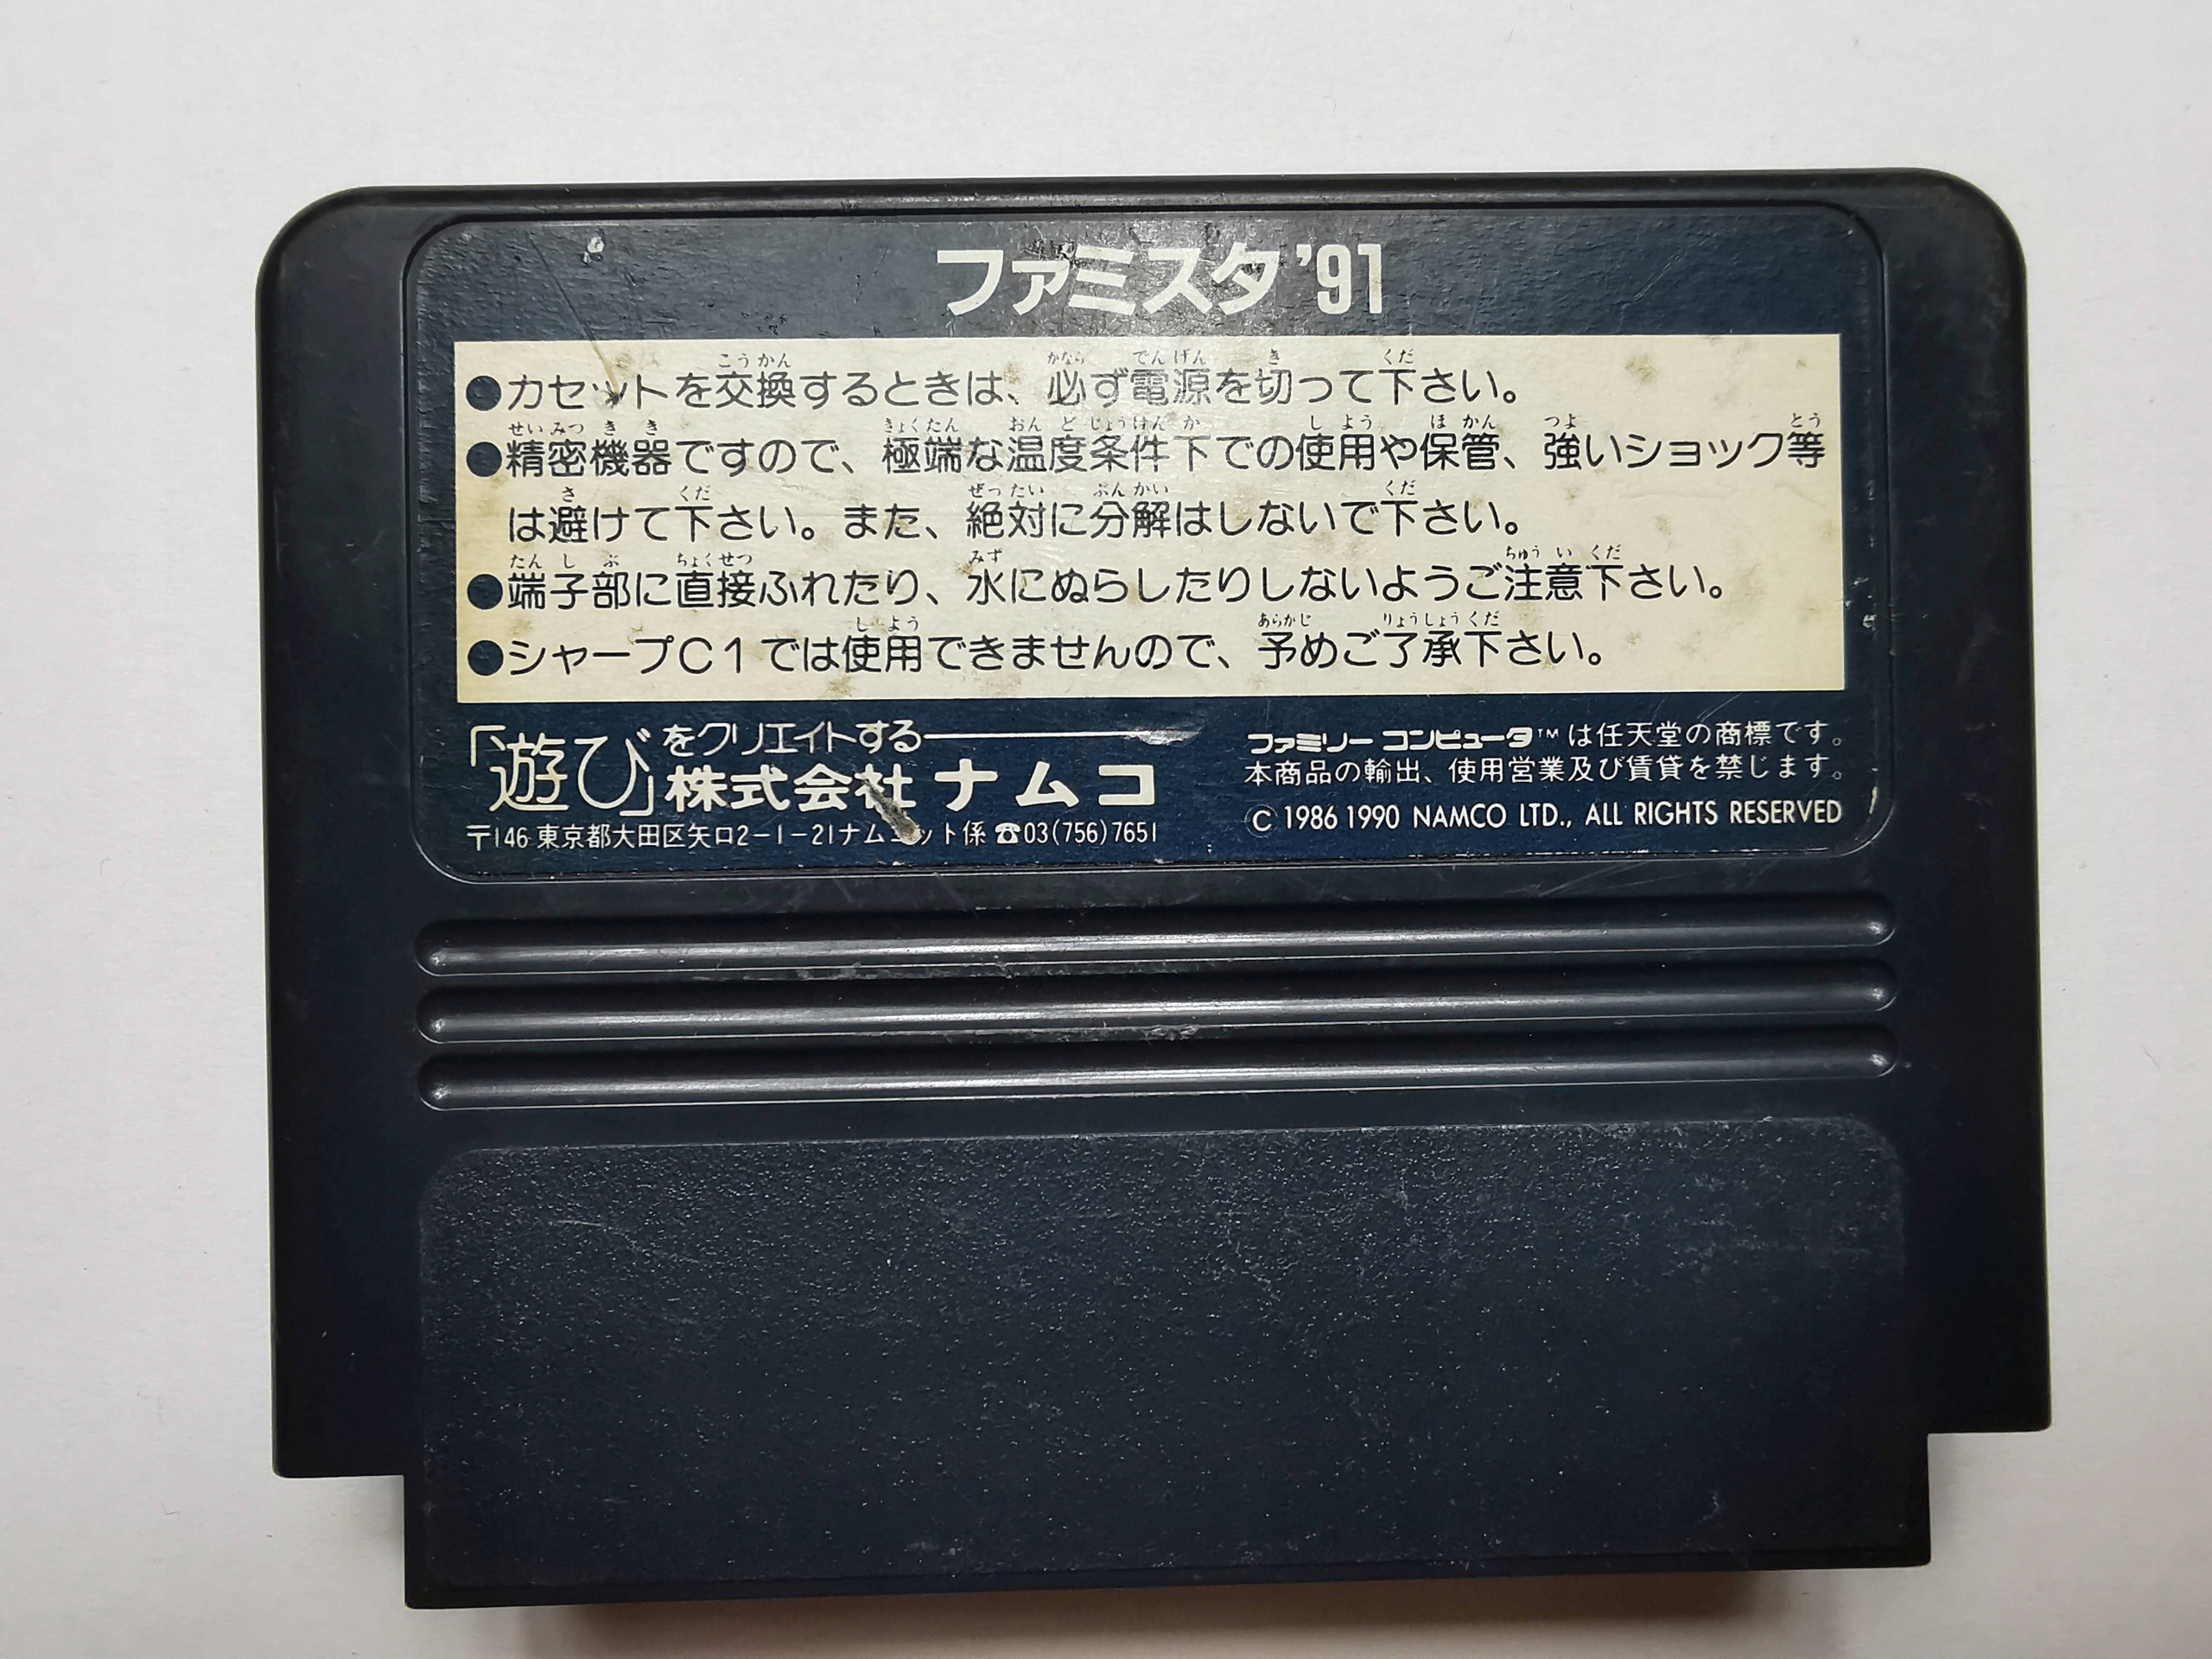 ファミスタ'91
●カセットを交換するときは、必ず電源を切って下さい。
●精密機器ですので、極端な温度条件下での使用や保管、強いショック等
は避けて下さい。また、絶対に分解はしないで下さい。
●端子部に直接ふれたり、水にぬらしたりしないようご注意下さい。
●シャープC1では使用できませんので、予めご了承下さい。
「遊び」をクリエイトする
株式会社ナムコ
〒146 東京都大田区矢口2-1-21ナムコット係 ☎03(756)7651
ファミリーコンピュータ™は任天堂の商標です。
本商品の輸出、使用営業及び賃貸を禁じます。
© 1986 1990 NAMCO LTD., ALL RIGHTS RESERVED